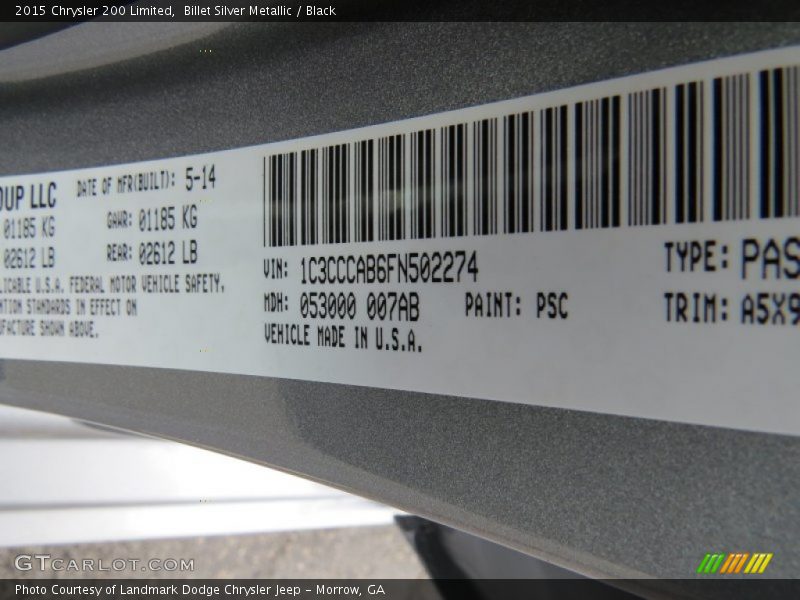 2015 Chrysler 200 Limited,  Billet Silver Metallic / Black
OUP LLC
DATE OF MFR(BUILT): 5-14
01185 KG GAWR: 01185 KG
02612 LB REAR: 02612 LB
LICABLE U.S.A. FEDERAL MOTOR VEHICLE SAFETY,
NTION STANDARDS IN EFFECT ON
UFACTURE SHOWN ABOVE.
VIN: 1C3CCCAB6FN502274 TYPE: PAS
MDH: 053000 007AB PAINT: PSC TRIM: A5X9
VEHICLE MADE IN U.S.A.
GTCARLOT.COM
Photo Courtesy of Landmark Dodge Chrysler Jeep – Morrow, GA